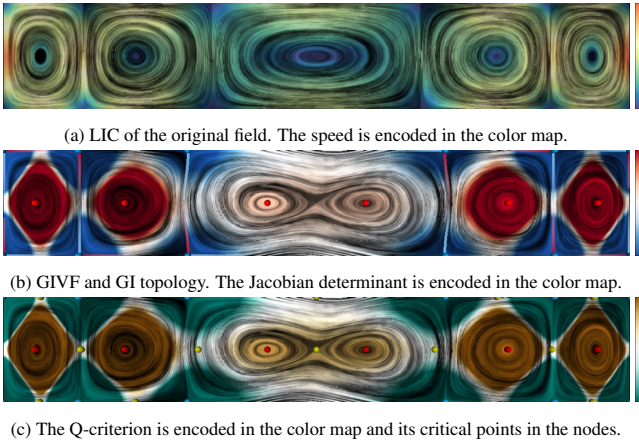 (a) LIC of the original field. The speed is encoded in the color map.
(b) GIVF and GI topology. The Jacobian determinant is encoded in the color map.
(c) The Q-criterion is encoded in the color map and its critical points in the nodes.